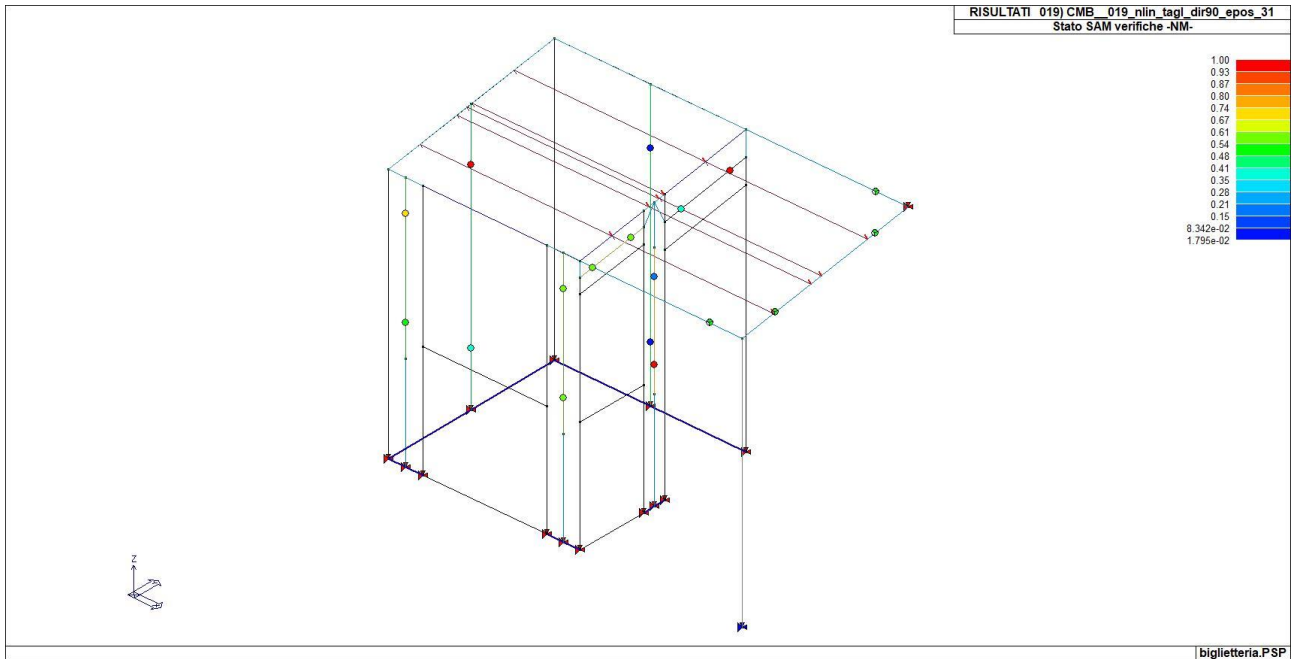 RISULTATI 019) CMB__019_nlin_tagl_dir90_epos_31
Stato SAM verifiche -NM-
1.00
0.93
0.87
0.80
0.74
0.67
0.61
0.54
0.48
0.41
0.35
0.28
0.21
0.15
8.342e-02
1.795e-02
Z
biglietteria.PSP